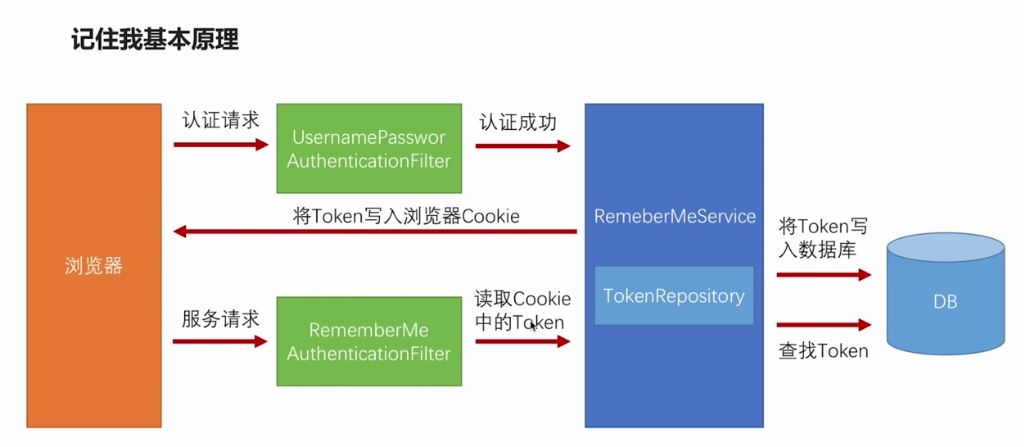 记住我基本原理
认证请求
UsernamePasswor
AuthenticationFilter
认证成功
将Token写入浏览器Cookie
浏览器
RemeberMeService
TokenRepository
将Token写
入数据库
DB
服务请求
RememberMe
AuthenticationFilter
读取Cookie
中的Token
查找Token